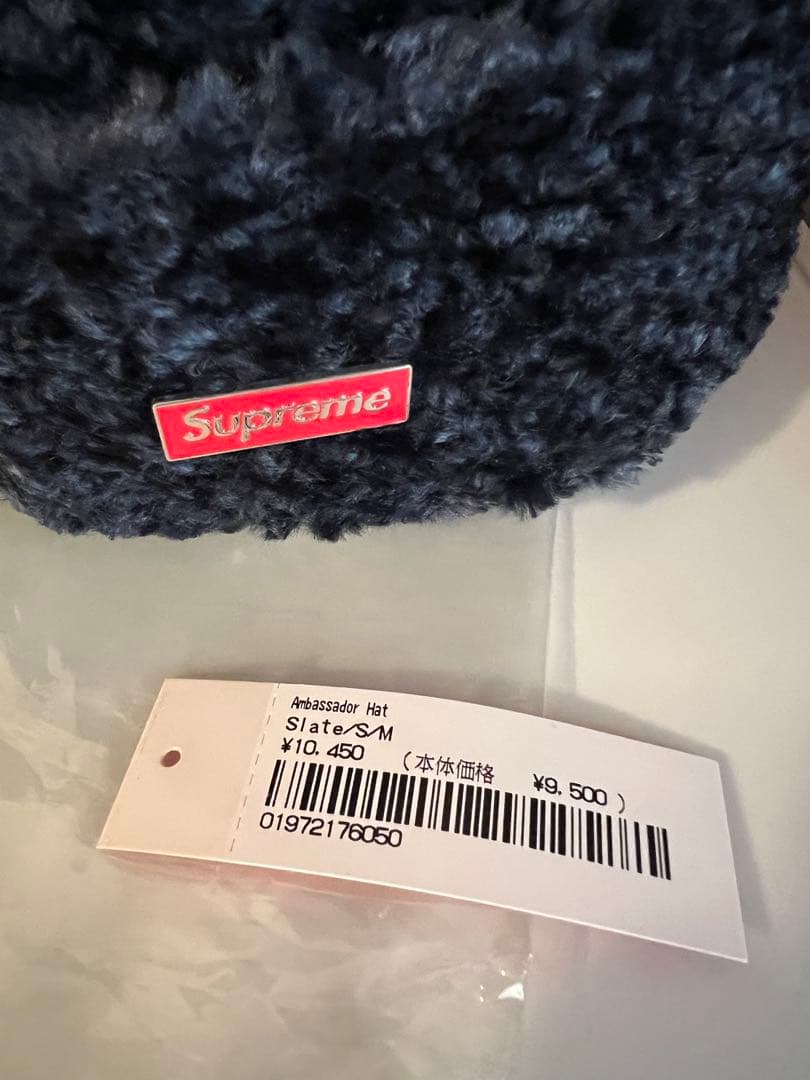 Supreme
Ambassador Hat
Slate/S/M
¥10,450 (本体価格 ¥9,500)
01972176050